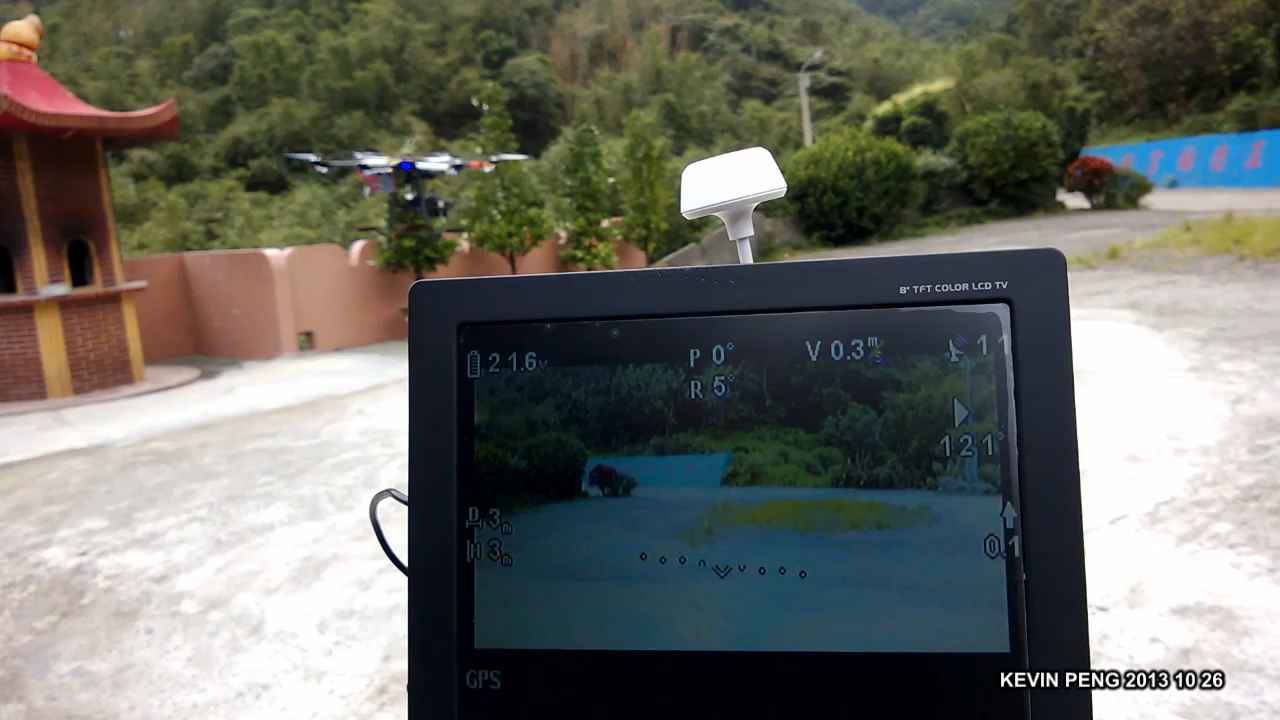 8" TFT COLOR LCD TV
21.6V
P 0°
V 0.3m
11
R 5°
121°
D 3m
H 3m
0.1
GPS
KEVIN PENG 2013 10 26